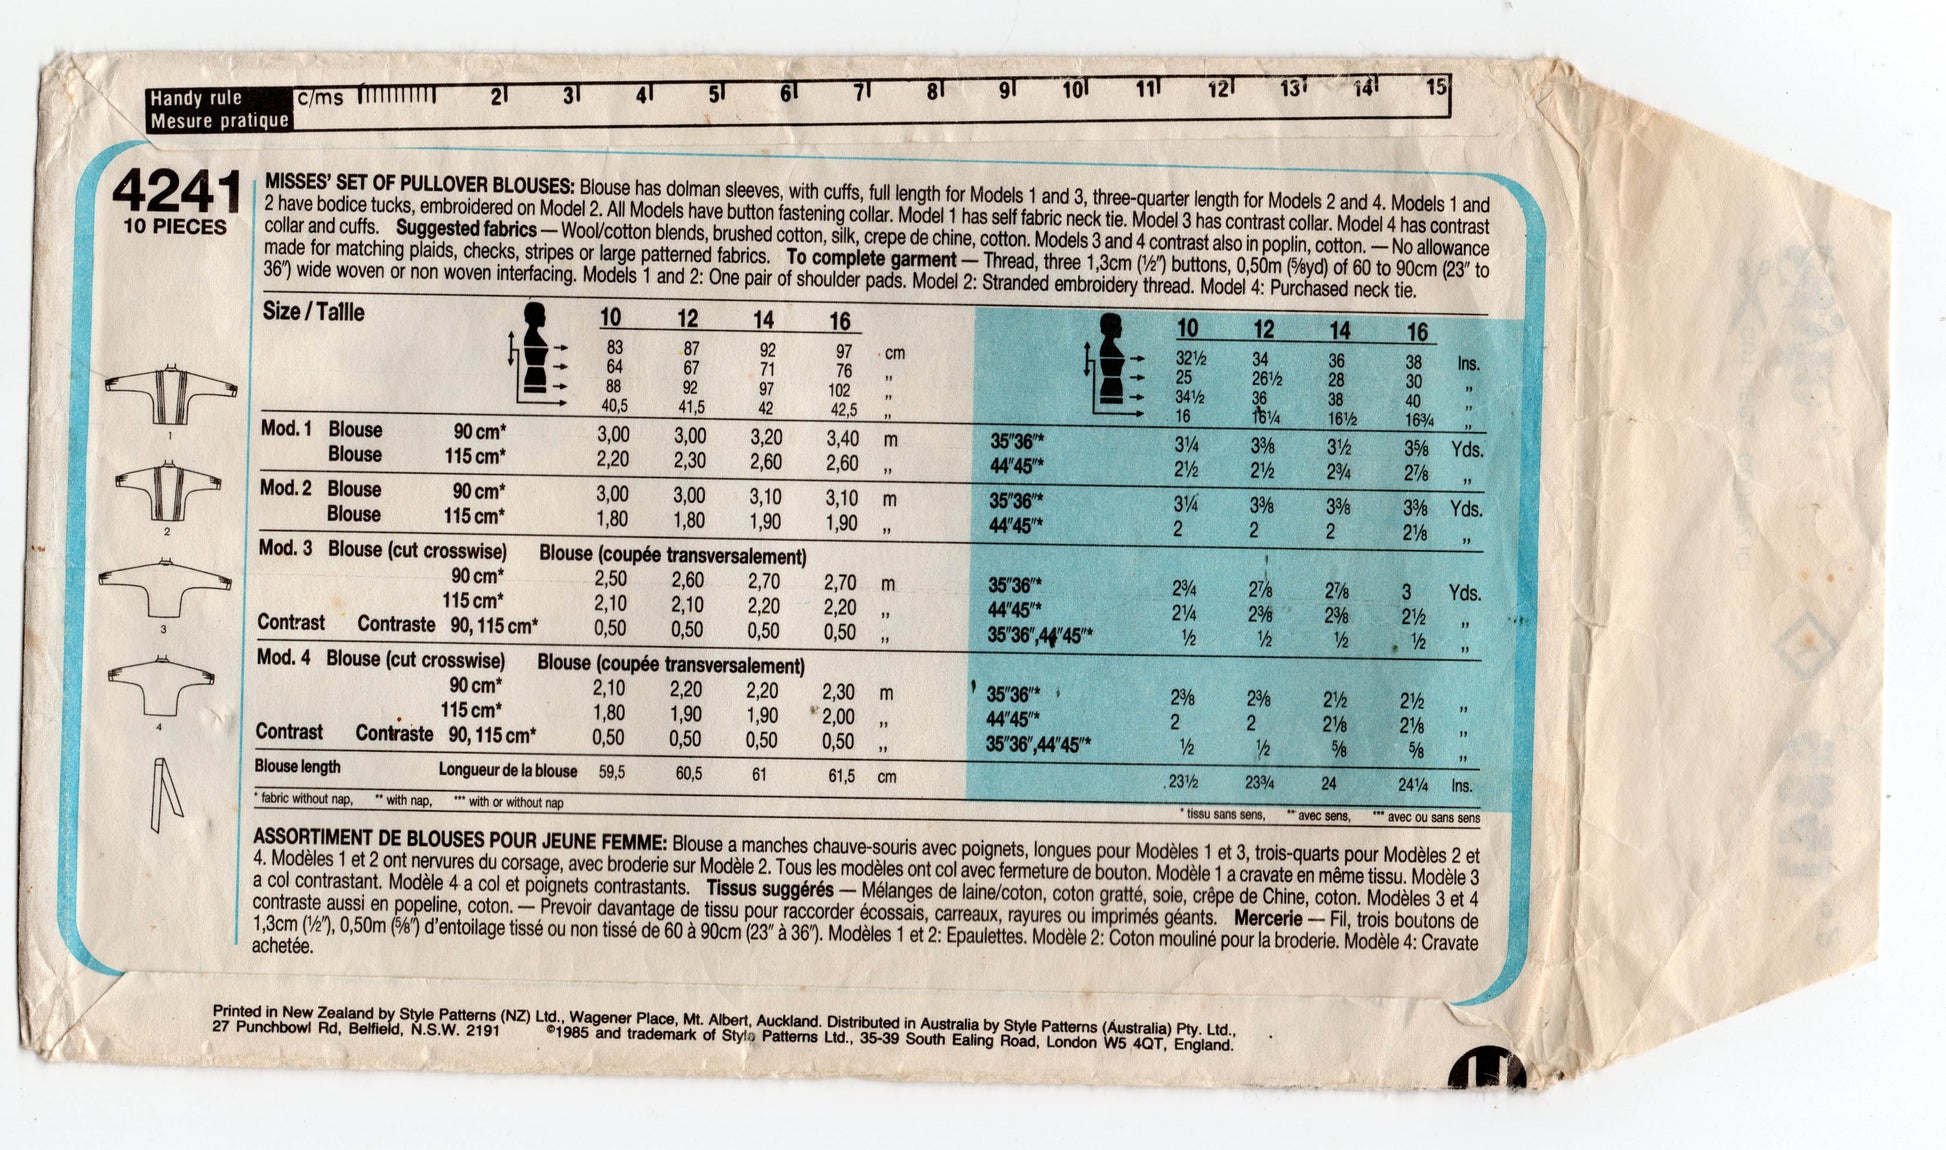 Handy rule c/ms 2 3 4 5 6 7 8 9 10 11 12 13 14 15
Mesure pratique
4241
10 PIECES
MISSES' SET OF PULLOVER BLOUSES: Blouse has dolman sleeves, with cuffs, full length for Models 1 and 3, three-quarter length for Models 2 and 4. Models 1 and
2 have bodice tucks, embroidered on Model 2. All Models have button fastening collar. Model 1 has self fabric neck tie. Model 3 has contrast collar. Model 4 has contrast
collar and cuffs. Suggested fabrics — Wool/cotton blends, brushed cotton, silk, crepe de chine, cotton. Models 3 and 4 contrast also in poplin, cotton. — No allowance
made for matching plaids, checks, stripes or large patterned fabrics. To complete garment — Thread, three 1,3cm (½") buttons, 0,50m (⅝yd) of 60 to 90cm (23" to
36") wide woven or non woven interfacing. Models 1 and 2: One pair of shoulder pads. Model 2: Stranded embroidery thread. Model 4: Purchased neck tie.
Size / Taille 10 12 14 16 10 12 14 16
83 87 92 97 cm 32½ 34 36 38 Ins.
64 67 71 76 ,, 25 26½ 28 30 ,,
88 92 97 102 ,, 34½ 36 38 40 ,,
40,5 41,5 42 42,5 ,, 16 16¼ 16½ 16¾ ,,
Mod. 1 Blouse 90 cm* 3,00 3,00 3,20 3,40 m 35"36"* 3¼ 3⅜ 3½ 3⅝ Yds.
Blouse 115 cm* 2,20 2,30 2,60 2,60 ,, 44"45"* 2½ 2½ 2¾ 2⅞ ,,
Mod. 2 Blouse 90 cm* 3,00 3,00 3,10 3,10 m 35"36"* 3¼ 3⅜ 3⅜ 3⅜ Yds.
Blouse 115 cm* 1,80 1,80 1,90 1,90 ,, 44"45"* 2 2 2 2⅛ ,,
Mod. 3 Blouse (cut crosswise) Blouse (coupée transversalement)
90 cm* 2,50 2,60 2,70 2,70 m 35"36"* 2¾ 2⅞ 2⅞ 3 Yds.
115 cm* 2,10 2,10 2,20 2,20 ,, 44"45"* 2¼ 2⅜ 2⅜ 2½ ,,
Contrast Contraste 90, 115 cm* 0,50 0,50 0,50 0,50 ,, 35"36",44"45"* ½ ½ ½ ½ ,,
Mod. 4 Blouse (cut crosswise) Blouse (coupée transversalement)
90 cm* 2,10 2,20 2,20 2,30 m 35"36"* 2⅜ 2⅜ 2½ 2½ ,,
115 cm* 1,80 1,90 1,90 2,00 ,, 44"45"* 2 2 2⅛ 2⅛ ,,
Contrast Contraste 90, 115 cm* 0,50 0,50 0,50 0,50 ,, 35"36",44"45"* ½ ½ ⅝ ⅝ ,,
Blouse length Longueur de la blouse 59,5 60,5 61 61,5 cm 23½ 23¾ 24 24¼ Ins.
* fabric without nap, ** with nap, *** with or without nap * tissu sans sens, ** avec sens, *** avec ou sans sens
1
2
3
4
ASSORTIMENT DE BLOUSES POUR JEUNE FEMME: Blouse a manches chauve-souris avec poignets, longues pour Modèles 1 et 3, trois-quarts pour Modèles 2 et
4. Modèles 1 et 2 ont nervures du corsage, avec broderie sur Modèle 2. Tous les modèles ont col avec fermeture de bouton. Modèle 1 a cravate en même tissu. Modèle 3
a col contrastant. Modèle 4 a col et poignets contrastants. Tissus suggérés — Mélanges de laine/coton, coton gratté, soie, crêpe de Chine, coton. Modèles 3 et 4
contraste aussi en popeline, coton. — Prevoir davantage de tissu pour raccorder écossais, carreaux, rayures ou imprimés géants. Mercerie — Fil, trois boutons de
1,3cm (½"), 0,50m (⅝") d'entoilage tissé ou non tissé de 60 à 90cm (23" à 36"). Modèles 1 et 2: Epaulettes. Modèle 2: Coton mouliné pour la broderie. Modèle 4: Cravate
achetée.
Printed in New Zealand by Style Patterns (NZ) Ltd., Wagener Place, Mt. Albert, Auckland. Distributed in Australia by Style Patterns (Australia) Pty. Ltd.,
27 Punchbowl Rd, Belfield, N.S.W. 2191 ©1985 and trademark of Style Patterns Ltd., 35-39 South Ealing Road, London W5 4QT, England.